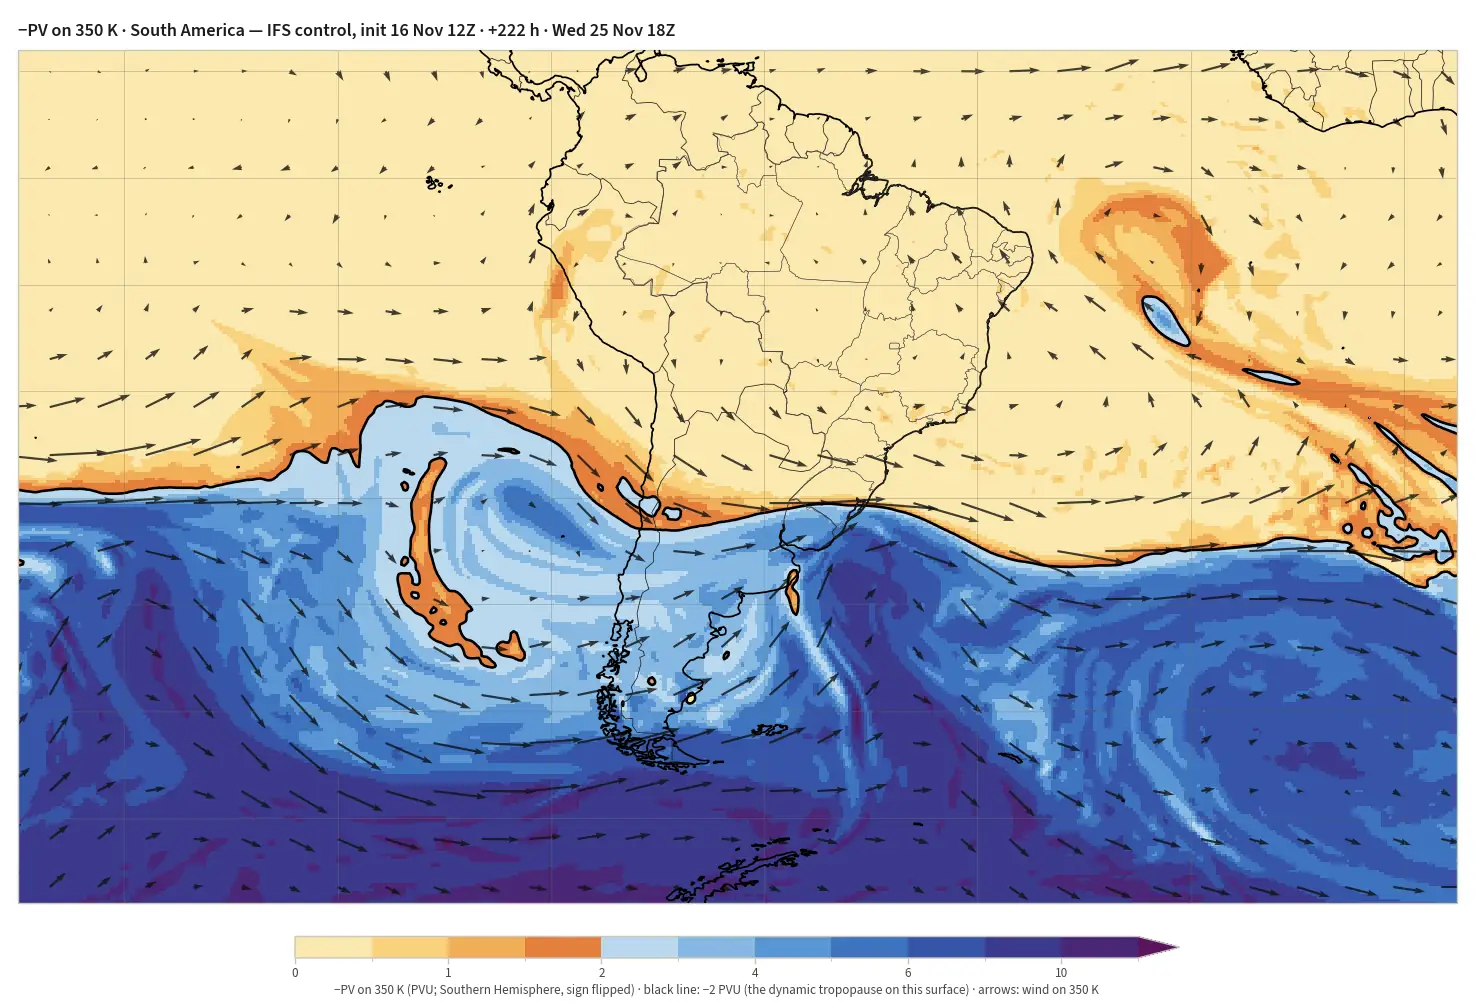 −PV on 350 K · South America — IFS control, init 16 Nov 12Z · +222 h · Wed 25 Nov 18Z
0 1 2 4 6 10
−PV on 350 K (PVU; Southern Hemisphere, sign flipped) · black line: −2 PVU (the dynamic tropopause on this surface) · arrows: wind on 350 K